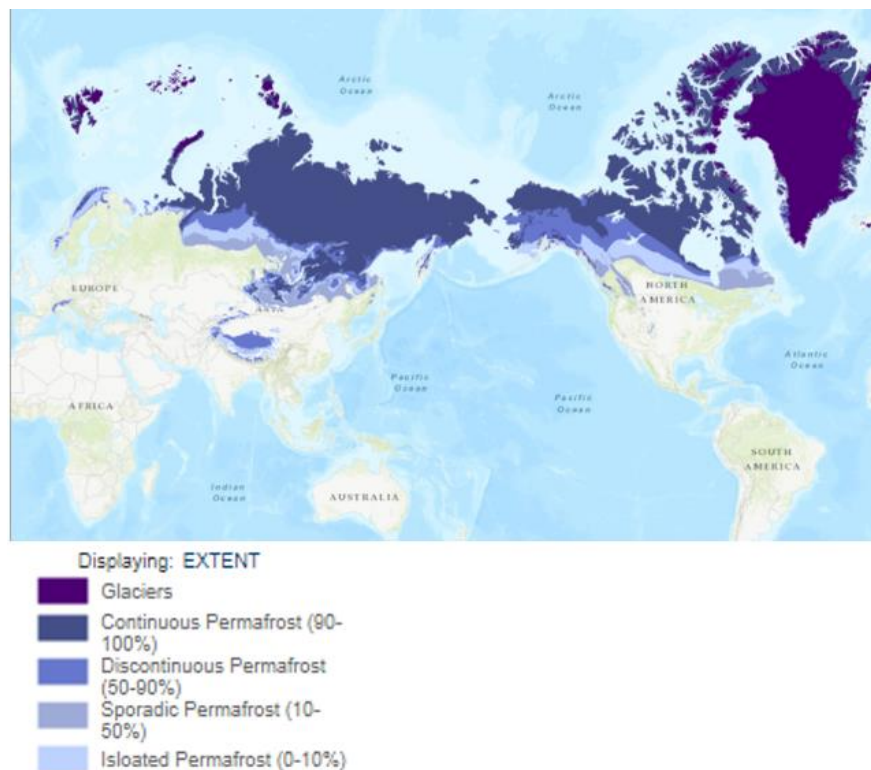 Arctic
Ocean
Arctic
Ocean
EUROPE
ASIA
NORTH
AMERICA
Pacific
Ocean
Pacific
Ocean
Atlantic
Ocean
AFRICA
SOUTH
AMERICA
Indian
Ocean
AUSTRALIA
Displaying: EXTENT
Glaciers
Continuous Permafrost (90-
100%)
Discontinuous Permafrost
(50-90%)
Sporadic Permafrost (10-
50%)
Isloated Permafrost (0-10%)